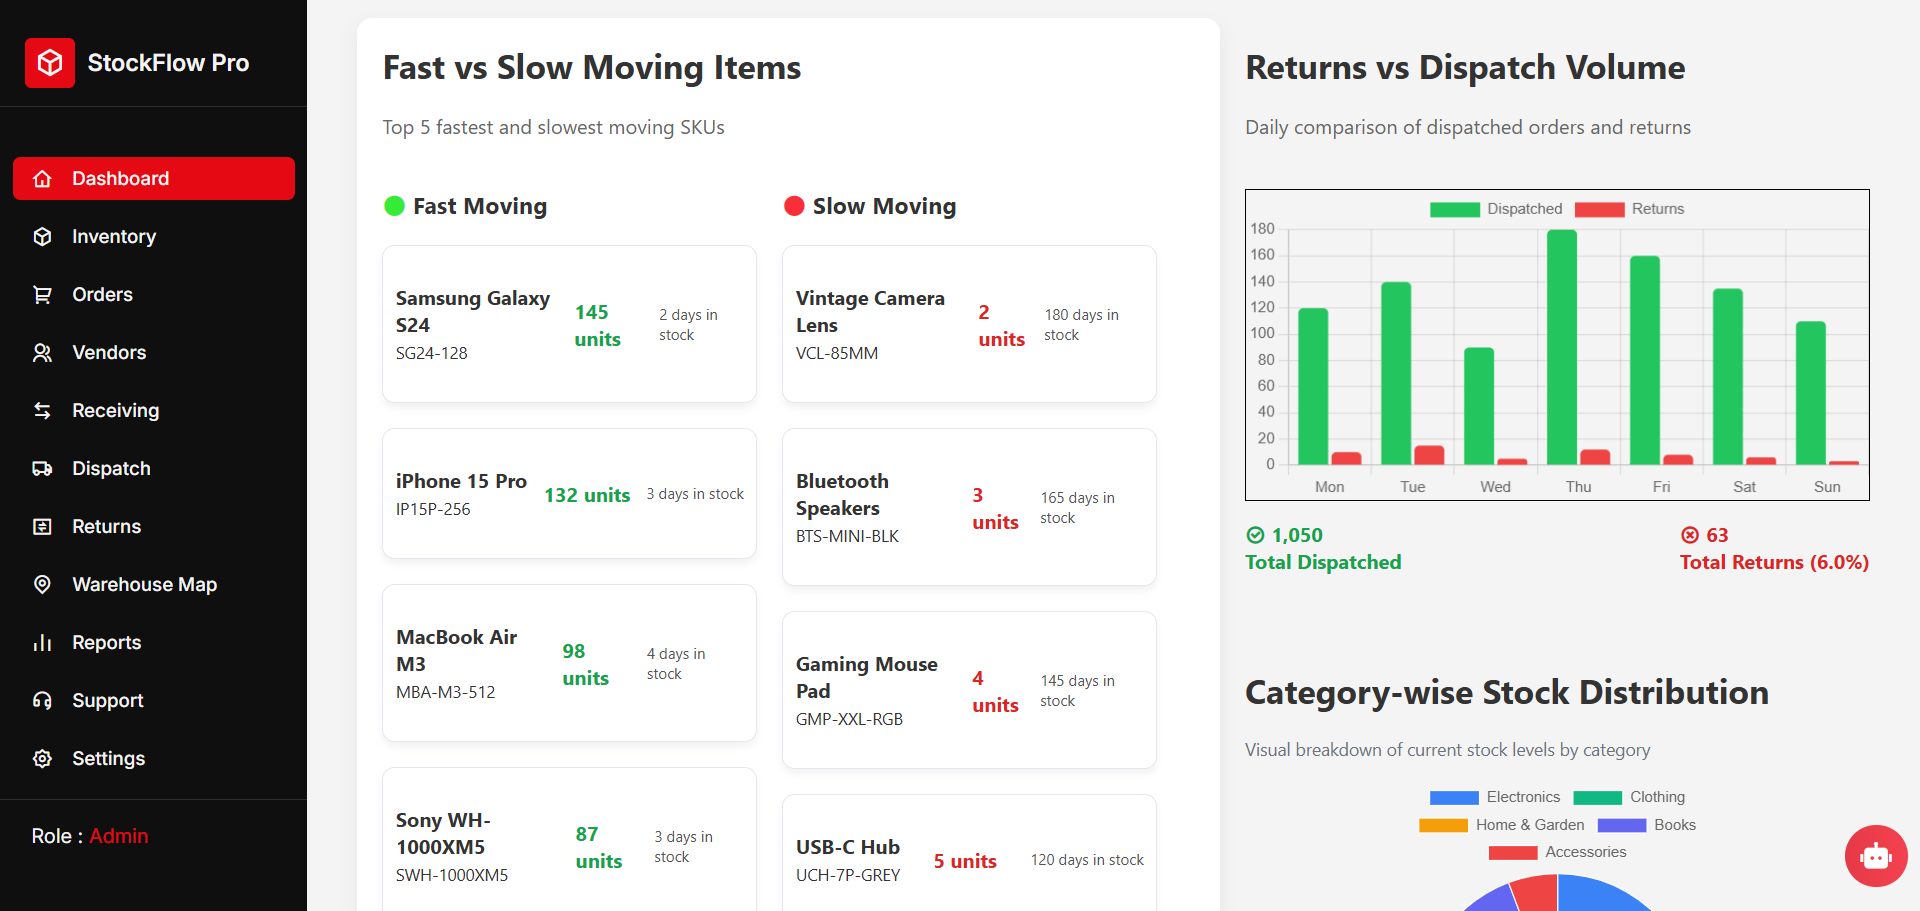 StockFlow Pro
Dashboard
Inventory
Orders
Vendors
Receiving
Dispatch
Returns
Warehouse Map
Reports
Support
Settings
Role : Admin
Fast vs Slow Moving Items
Top 5 fastest and slowest moving SKUs
Fast Moving
Samsung Galaxy
S24
SG24-128
145
units
2 days in
stock
iPhone 15 Pro
IP15P-256
132 units
3 days in stock
MacBook Air
M3
MBA-M3-512
98
units
4 days in
stock
Sony WH-
1000XM5
SWH-1000XM5
87
units
3 days in
stock
Slow Moving
Vintage Camera
Lens
VCL-85MM
2
units
180 days in
stock
Bluetooth
Speakers
BTS-MINI-BLK
3
units
165 days in
stock
Gaming Mouse
Pad
GMP-XXL-RGB
4
units
145 days in
stock
USB-C Hub
UCH-7P-GREY
5 units
120 days in stock
Returns vs Dispatch Volume
Daily comparison of dispatched orders and returns
Dispatched Returns
180
160
140
120
100
80
60
40
20
0
Mon Tue Wed Thu Fri Sat Sun
1,050
Total Dispatched
63
Total Returns (6.0%)
Category-wise Stock Distribution
Visual breakdown of current stock levels by category
Electronics Clothing
Home & Garden Books
Accessories